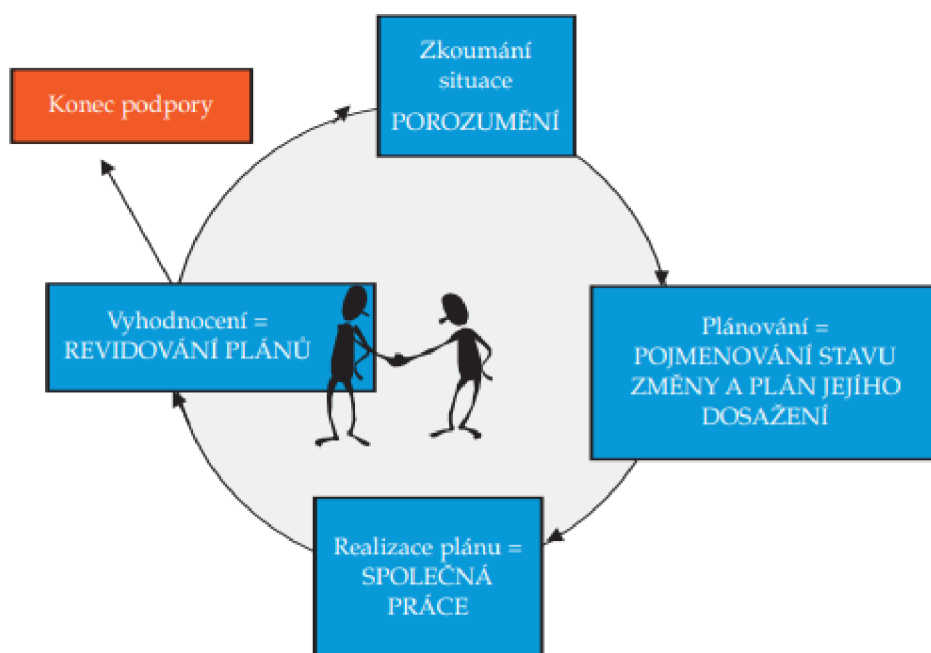 Zkoumání
situace
POROZUMĚNÍ
Konec podpory
Vyhodnocení =
REVIDOVÁNÍ PLÁNŮ
Plánování =
POJMENOVÁNÍ STAVU
ZMĚNY A PLÁN JEJÍHO
DOSAŽENÍ
Realizace plánu =
SPOLEČNÁ
PRÁCE